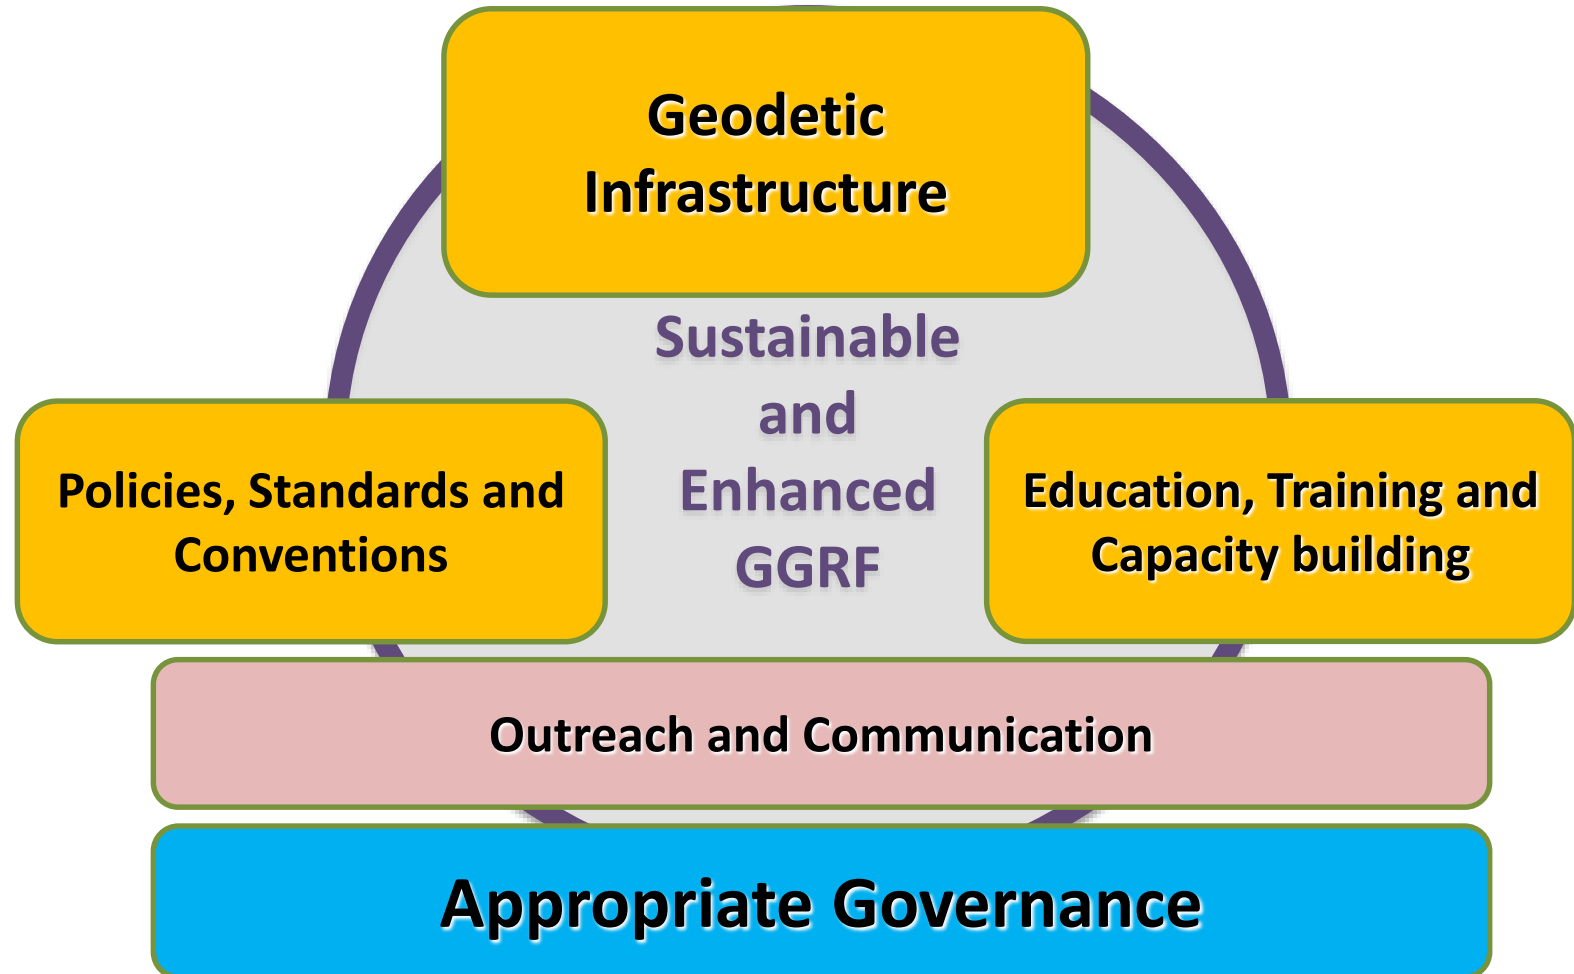 Geodetic
Infrastructure
Sustainable
and
Enhanced
GGRF
Policies, Standards and
Conventions
Education, Training and
Capacity building
Outreach and Communication
Appropriate Governance